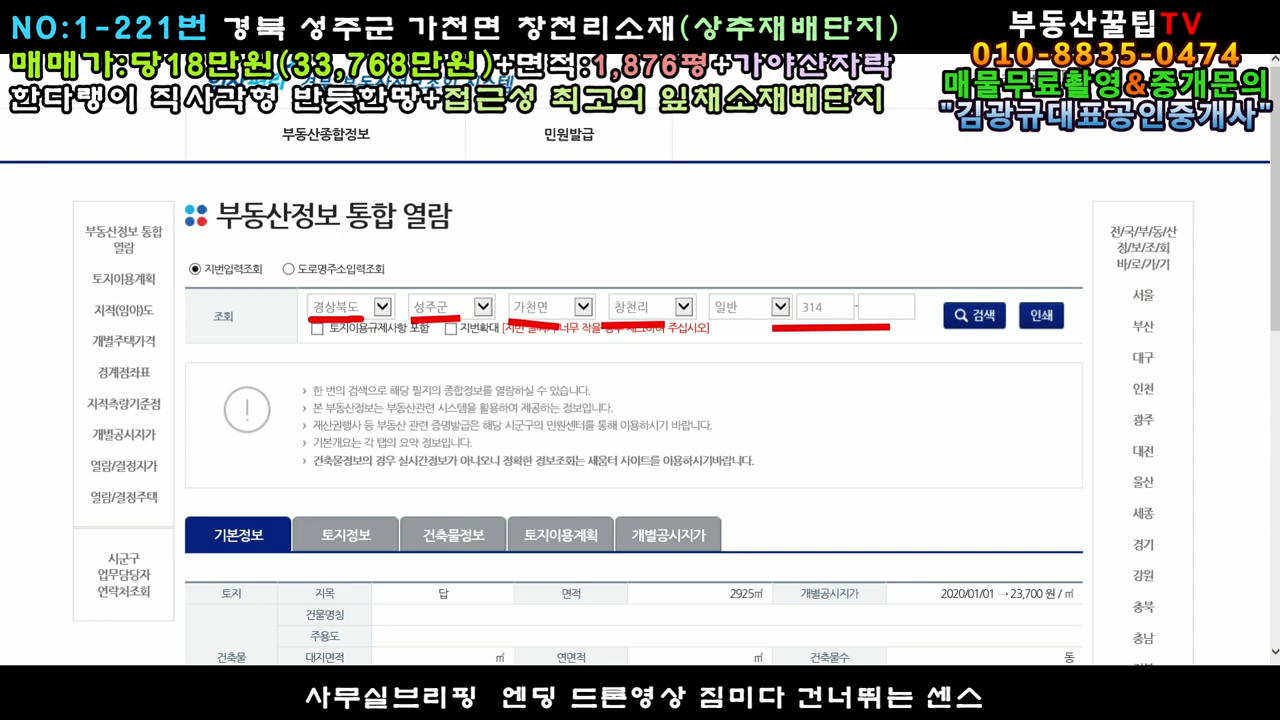 NO:1-221번 경북 성주군 가천면 창천리소재(상추재배단지)
매매가:당18만원(33,768만원)+면적:1,876평+가야산자락
한다랭이 직사각형 반듯한땅+접근성 최고의 잎채소재배단지
부동산꿀팁TV
010-8835-0474
매물무료촬영&중개문의
"김광규대표공인중개사"
부동산종합정보 민원발급
부동산정보 통합 열람
토지이용계획
지적(임야)도
개별주택가격
경계점좌표
지적측량기준점
개별공시지가
열람/결정지가
열람/결정주택
시군구
업무담당자
연락처조회
부동산정보 통합 열람
지번입력조회 도로명주소입력조회
조회 경상북도 성주군 가천면 창천리 일반 314 - 검색 인쇄
토지이용규제사항 포함 지번확대
› 한 번의 검색으로 해당 필지의 종합정보를 열람하실 수 있습니다.
› 본 부동산정보는 부동산관련 시스템을 활용하여 제공하는 정보입니다.
› 재산권행사 등 부동산 관련 증명발급은 해당 시군구의 민원센터를 통해 이용하시기 바랍니다.
› 기본개요는 각 탭의 요약 정보입니다.
› 건축물정보의 경우 실시간정보가 아니오니 정확한 정보조회는 세움터 사이트를 이용하시기바랍니다.
기본정보 토지정보 건축물정보 토지이용계획 개별공시지가
토지 지목 답 면적 2925㎡ 개별공시지가 2020/01/01 → 23,700 원 / ㎡
건물명칭
주용도
건축물 대지면적 ㎡ 연면적 ㎡ 건축물수 동
전/국/부/동/산
정/보/조/회
바/로/가/기
서울
부산
대구
인천
광주
대전
울산
세종
경기
강원
충북
충남
사무실브리핑 엔딩 드론영상 짐미다 건너뛰는 센스